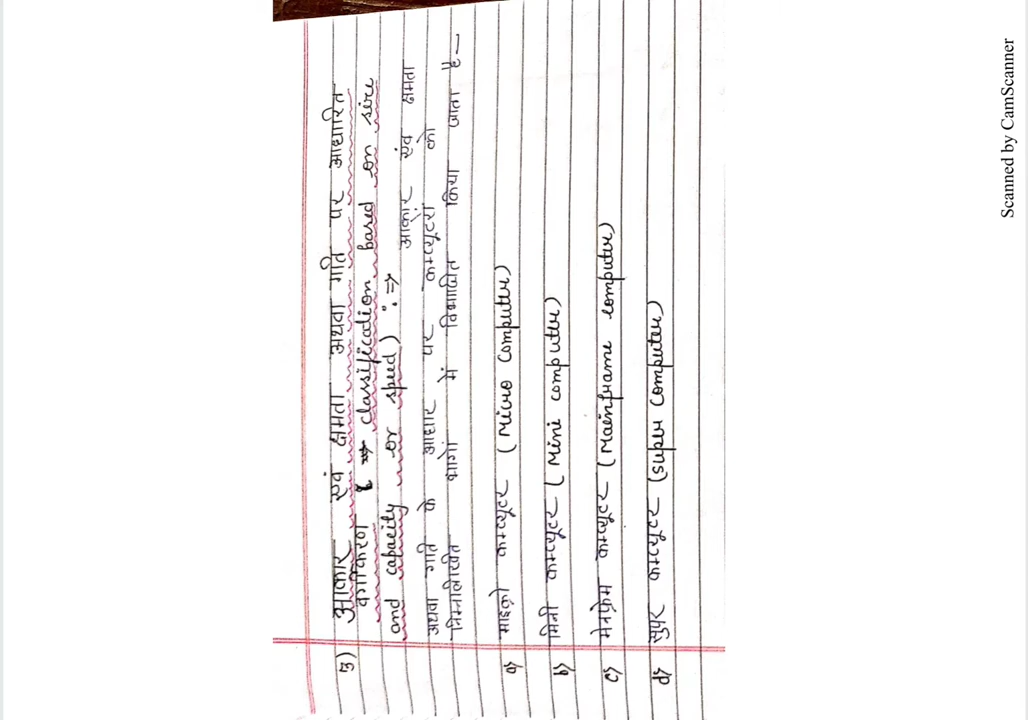 3) आकार एवं क्षमता अथवा गति पर आधारित
वर्गीकरण classification based on size
and capacity or speed) :⇒
आकार एवं क्षमता
अथवा गति के आधार पर कम्प्यूटरों को
निम्नलिखित भागों में विभाजित किया जाता है —
a) माइक्रो कम्प्यूटर (Micro Computer)
b) मिनी कम्प्यूटर (Mini computer)
c) मेनफ्रेम कम्प्यूटर (Mainframe computer)
d) सुपर कम्प्यूटर (Super Computer)
Scanned by CamScanner